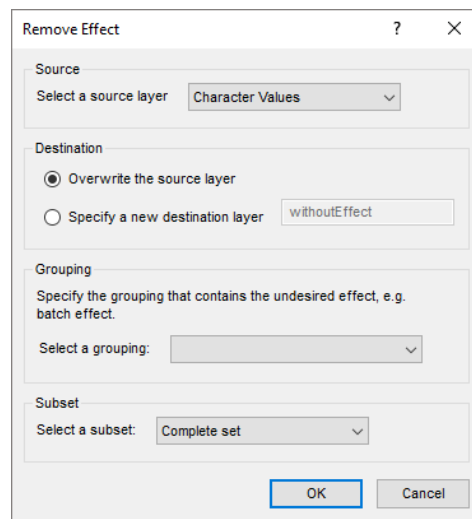 Remove Effect ?
Source
Select a source layer Character Values
Destination
Overwrite the source layer
Specify a new destination layer withoutEffect
Grouping
Specify the grouping that contains the undesired effect, e.g.
batch effect.
Select a grouping:
Subset
Select a subset: Complete set
OK Cancel